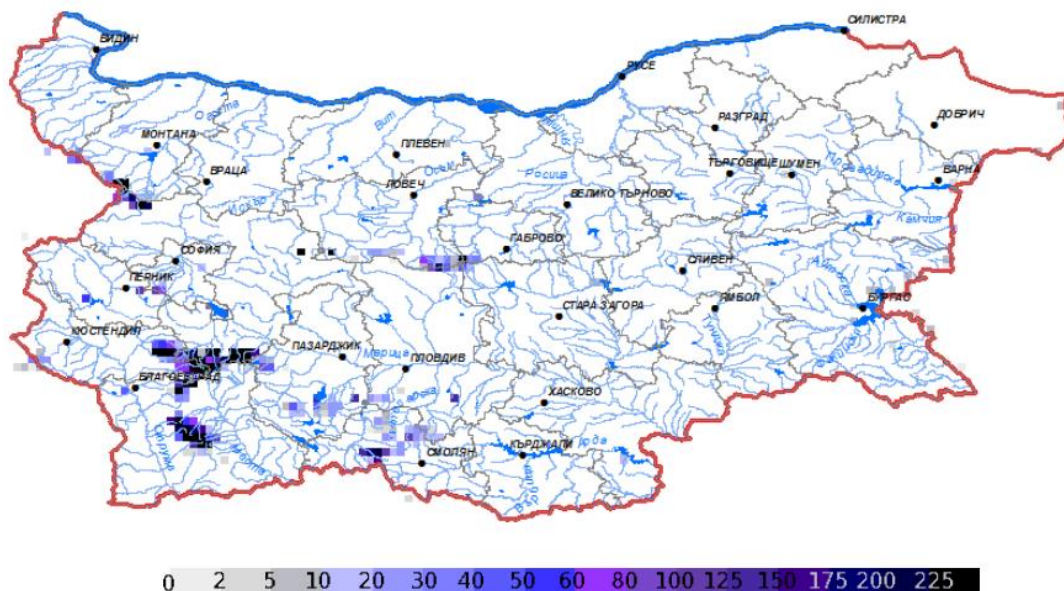 СИЛИСТРА
ВИДИН
РУСЕ
РАЗГРАД
ДОБРИЧ
МОНТАНА
ПЛЕВЕН
Вит
ВРАЦА
ЛОВЕЧ
Осъм
Росица
ТЪРГОВИЩЕ
ШУМЕН
ВАРНА
ВЕЛИКО ТЪРНОВО
Искър
Камчия
ГАБРОВО
СОФИЯ
СЛИВЕН
ПЕРНИК
СТАРА ЗАГОРА
ЯМБОЛ
БУРГАС
КЮСТЕНДИЛ
ПАЗАРДЖИК
Марица
ПЛОВДИВ
БЛАГОЕВГРАД
ХАСКОВО
КЪРДЖАЛИ
СМОЛЯН
0 2 5 10 20 30 40 50 60 80 100 125 150 175 200 225